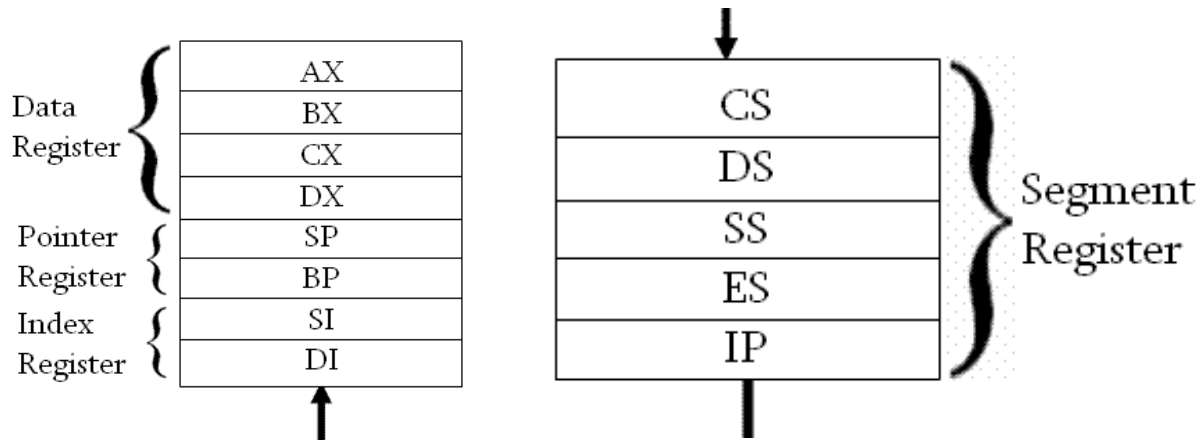 Data
Register
AX
BX
CX
DX
Pointer
Register
SP
BP
Index
Register
SI
DI
CS
DS
SS
ES
IP
Segment
Register